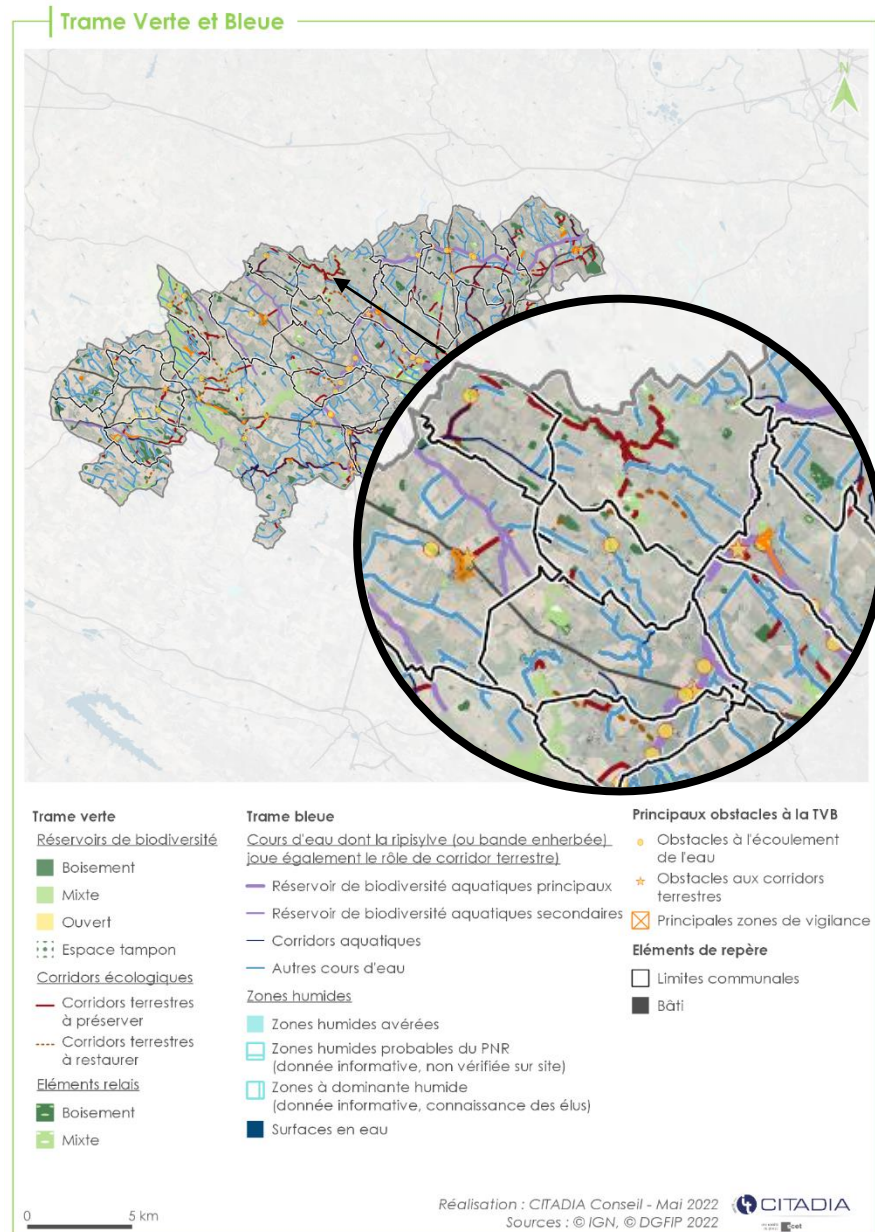 Trame Verte et Bleue
N
Trame verte
Réservoirs de biodiversité
Boisement
Mixte
Ouvert
Espace tampon
Corridors écologiques
Corridors terrestres
à préserver
Corridors terrestres
à restaurer
Eléments relais
Boisement
Mixte
Trame bleue
Cours d'eau dont la ripisylve (ou bande enherbée)
joue également le rôle de corridor terrestre)
Réservoir de biodiversité aquatiques principaux
Réservoir de biodiversité aquatiques secondaires
Corridors aquatiques
Autres cours d'eau
Zones humides
Zones humides avérées
Zones humides probables du PNR
(donnée informative, non vérifiée sur site)
Zones à dominante humide
(donnée informative, connaissance des élus)
Surfaces en eau
Principaux obstacles à la TVB
Obstacles à l'écoulement
de l'eau
Obstacles aux corridors
terrestres
Principales zones de vigilance
Eléments de repère
Limites communales
Bâti
0 5 km
Réalisation : CITADIA Conseil - Mai 2022
Sources : © IGN, © DGFIP 2022
CITADIA